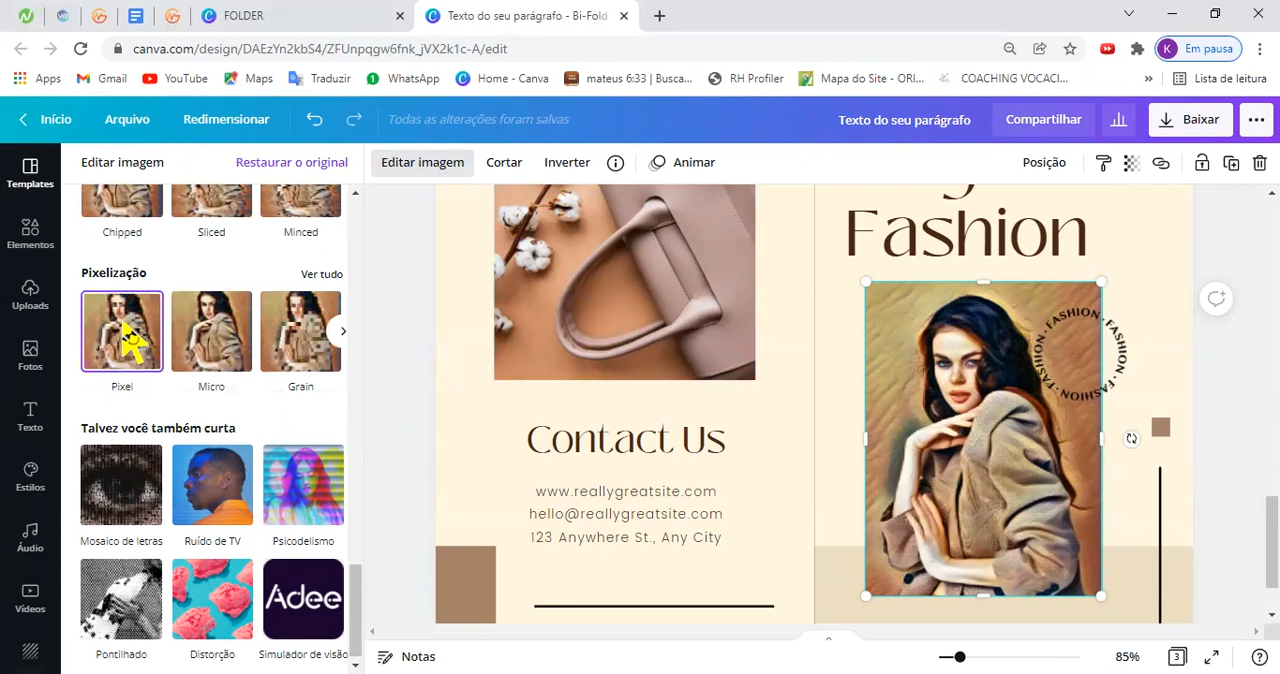 FOLDER
Texto do seu parágrafo - Bi-Fold
canva.com/design/DAEzYn2kbS4/ZFUnpqgw6fnk_jVX2k1c-A/edit
K Em pausa
Apps Gmail YouTube Maps Traduzir WhatsApp Home - Canva mateus 6:33 | Busca... RH Profiler Mapa do Site - ORI... COACHING VOCACI... » Lista de leitura
Início Arquivo Redimensionar Todas as alterações foram salvas Texto do seu parágrafo Compartilhar Baixar
Templates
Elementos
Uploads
Fotos
Texto
Estilos
Áudio
Vídeos
Editar imagem Restaurar o original
Chipped Sliced Minced
Pixelização Ver tudo
Pixel Micro Grain
Talvez você também curta
Mosaico de letras Ruído de TV Psicodelismo
Adee
Pontilhado Distorção Simulador de visão
Editar imagem Cortar Inverter Animar Posição
Fashion
FASHION · FASHION · FASHION · FASHION ·
Contact Us
www.reallygreatsite.com
hello@reallygreatsite.com
123 Anywhere St., Any City
Notas 85% 3